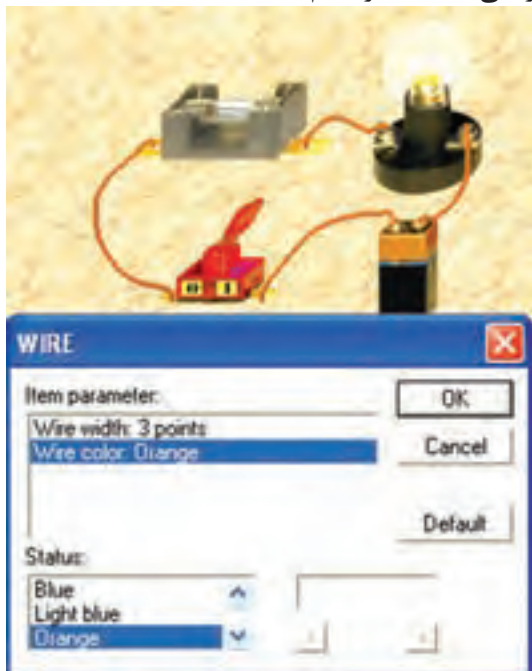 WIRE
Item parameter:
Wire width: 3 points
Wire color: Orange
OK
Cancel
Default
Status:
Blue
Light blue
Orange